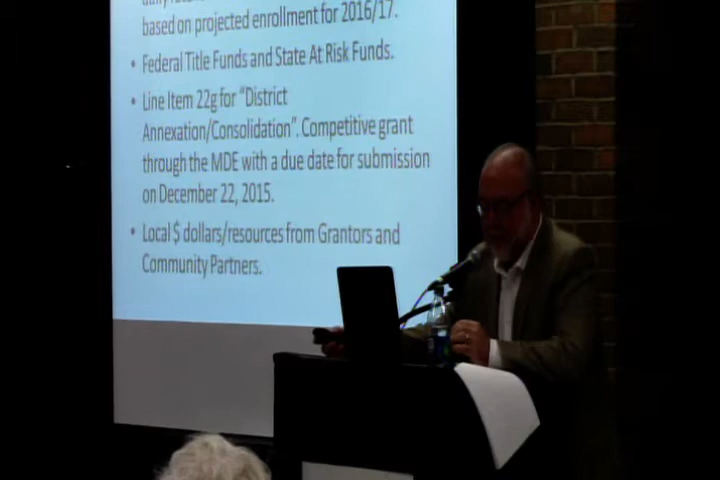 based on projected enrollment for 2016/17.
• Federal Title Funds and State At Risk Funds.
• Line Item 22g for "District
Annexation/Consolidation". Competitive grant
through the MDE with a due date for submission
on December 22, 2015.
• Local $ dollars/resources from Grantors and
Community Partners.